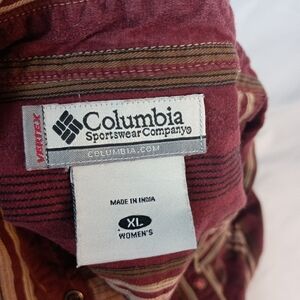 VERTEX
Columbia
Sportswear Company®
COLUMBIA.COM
MADE IN INDIA
XL
WOMEN'S